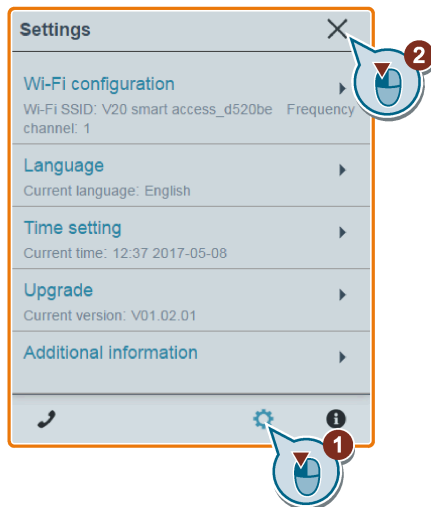 Settings
2
Wi-Fi configuration
Wi-Fi SSID: V20 smart access_d520be Frequency
channel: 1
Language
Current language: English
Time setting
Current time: 12:37 2017-05-08
Upgrade
Current version: V01.02.01
Additional information
1